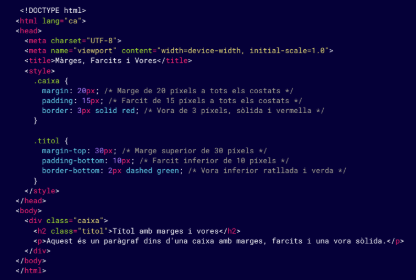 <!DOCTYPE html>
<html lang="ca">
<head>
<meta charset="UTF-8">
<meta name="viewport" content="width=device-width, initial-scale=1.0">
<title>Marges, Farcits i Vores</title>
<style>
.caixa {
margin: 20px; /* Marge de 20 píxels a tots els costats */
padding: 15px; /* Farcit de 15 píxels a tots els costats */
border: 3px solid red; /* Vora de 3 píxels, sòlida i vermella */
}
.titol {
margin-top: 30px; /* Marge superior de 30 píxels */
padding-bottom: 10px; /* Farcit inferior de 10 píxels */
border-bottom: 2px dashed green; /* Vora inferior ratllada i verda */
}
</style>
</head>
<body>
<div class="caixa">
<h2 class="titol">Títol amb marges i vores</h2>
<p>Aquest és un paràgraf dins d'una caixa amb marges, farcits i una vora sòlida.</p>
</div>
</body>
</html>